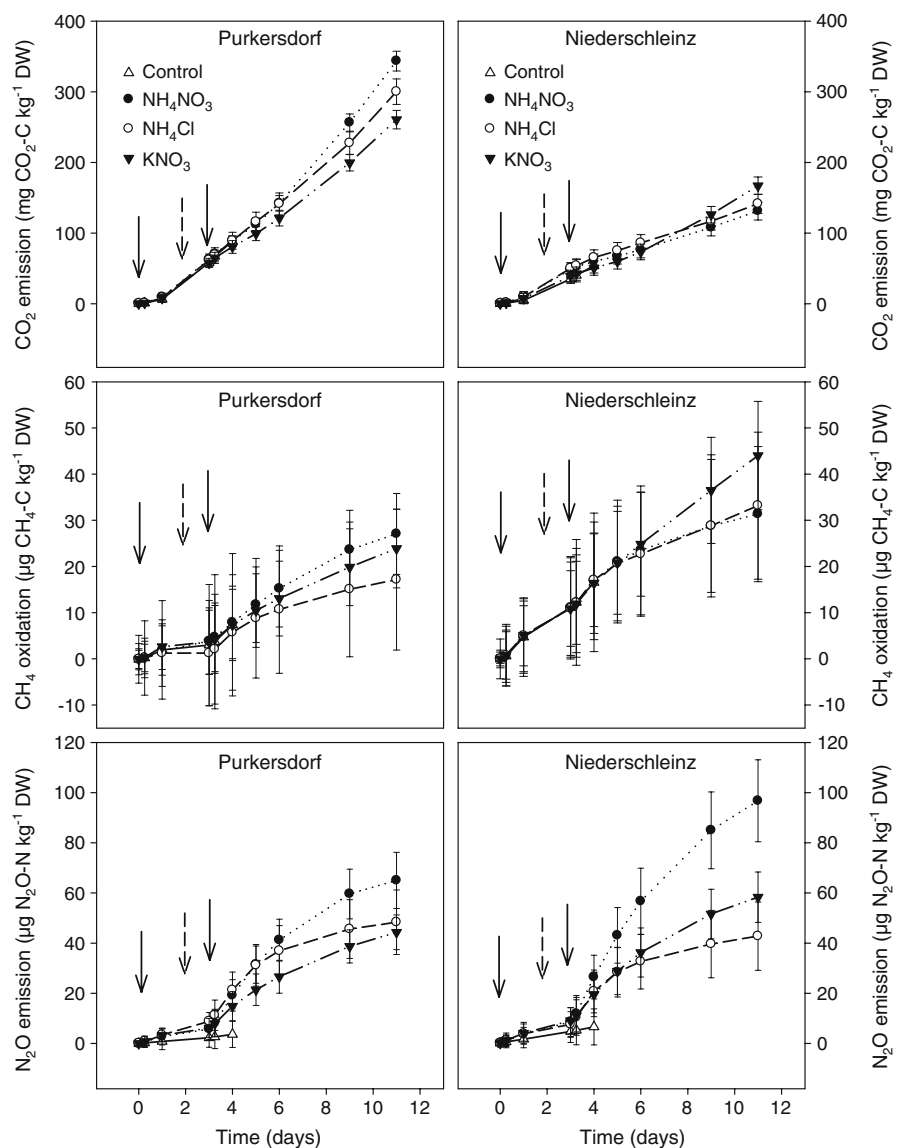 Purkersdorf
Niederschleinz
Control
NH₄NO₃
NH₄Cl
KNO₃
Control
NH₄NO₃
NH₄Cl
KNO₃
CO₂ emission (mg CO₂-C kg⁻¹ DW)
400
300
200
100
0
400
300
200
100
0
CO₂ emission (mg CO₂-C kg⁻¹ DW)
Purkersdorf
Niederschleinz
CH₄ oxidation (µg CH₄-C kg⁻¹ DW)
60
50
40
30
20
10
0
-10
60
50
40
30
20
10
0
-10
CH₄ oxidation (µg CH₄-C kg⁻¹ DW)
Purkersdorf
Niederschleinz
N₂O emission (µg N₂O-N kg⁻¹ DW)
120
100
80
60
40
20
0
120
100
80
60
40
20
0
N₂O emission (µg N₂O-N kg⁻¹ DW)
0 2 4 6 8 10 12
0 2 4 6 8 10 12
Time (days)
Time (days)